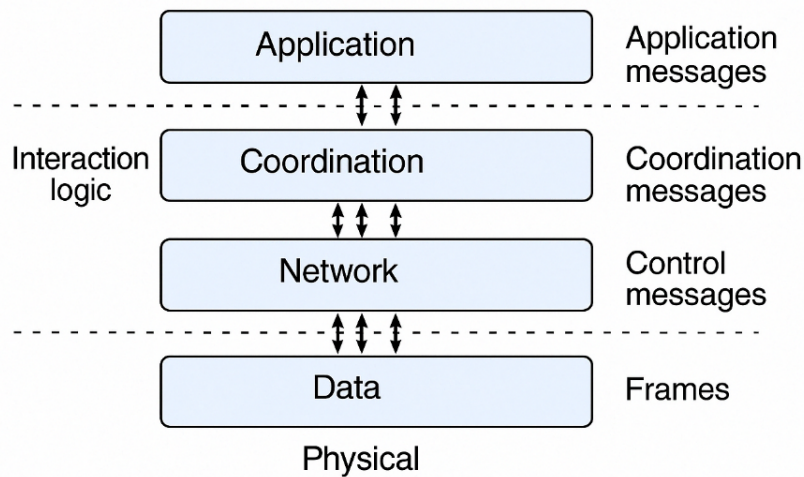 Application
Application
messages
Interaction
logic
Coordination
Coordination
messages
Network
Control
messages
Data
Frames
Physical